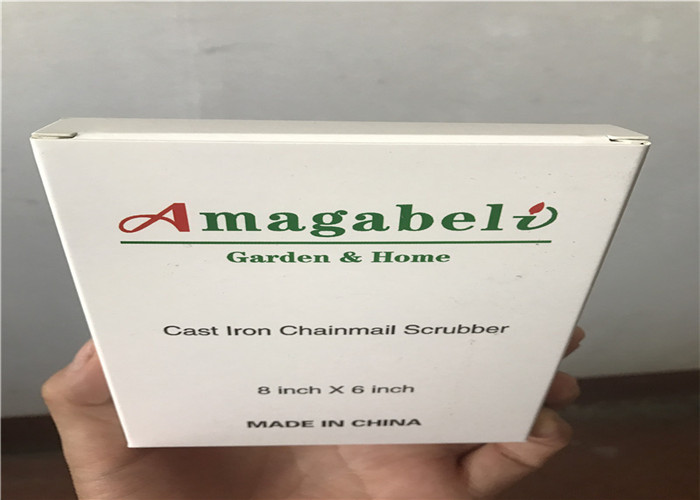 Amagabeli
Garden & Home
Cast Iron Chainmail Scrubber
8 inch X 6 inch
MADE IN CHINA